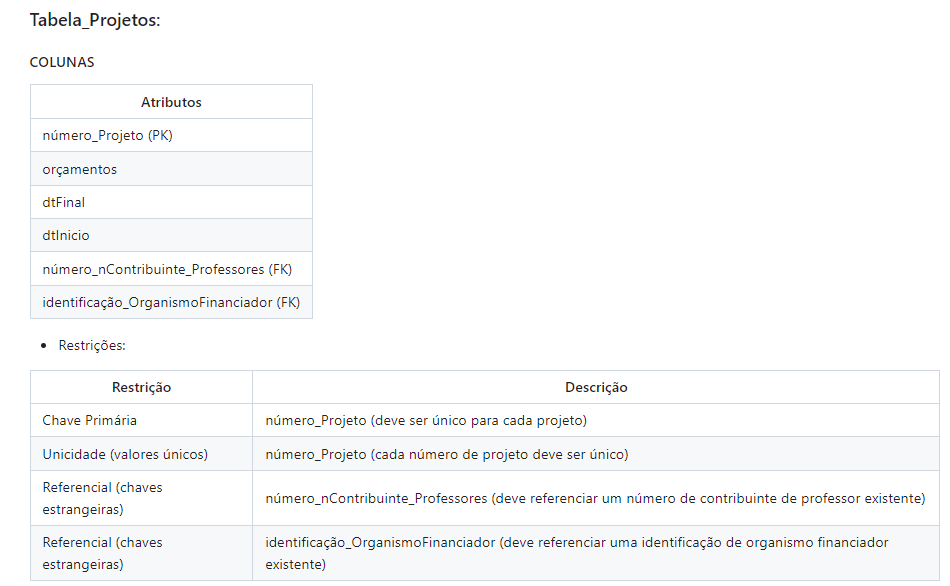 Tabela_Projetos:
COLUNAS
Atributos
número_Projeto (PK)
orçamentos
dtFinal
dtInicio
número_nContribuinte_Professores (FK)
identificação_OrganismoFinanciador (FK)
Restrições:
Restrição Descrição
Chave Primária número_Projeto (deve ser único para cada projeto)
Unicidade (valores únicos) número_Projeto (cada número de projeto deve ser único)
Referencial (chaves
estrangeiras)
número_nContribuinte_Professores (deve referenciar um número de contribuinte de professor existente)
Referencial (chaves
estrangeiras)
identificação_OrganismoFinanciador (deve referenciar uma identificação de organismo financiador
existente)